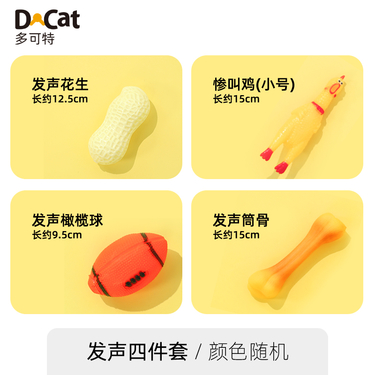 DoCat
多可特
发声花生
长约12.5cm
惨叫鸡(小号)
长约15cm
发声橄榄球
长约9.5cm
发声筒骨
长约15cm
发声四件套 / 颜色随机